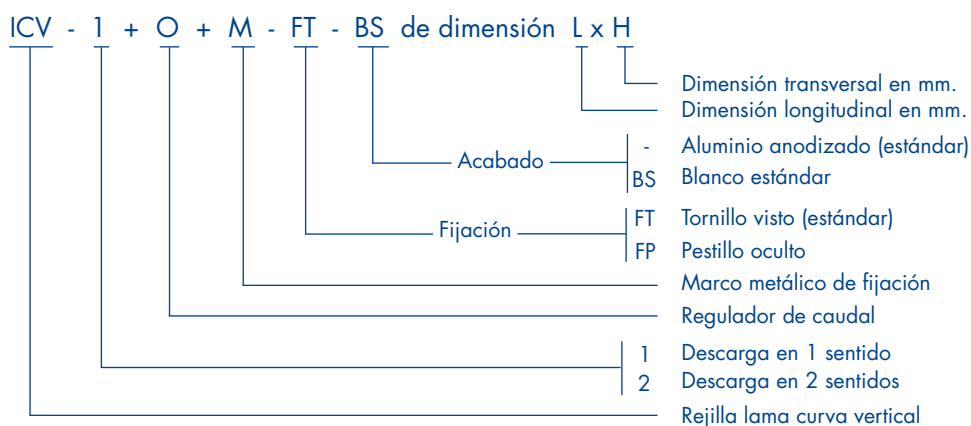 ICV - 1 + O + M - FT - BS de dimensión L x H
Dimensión transversal en mm.
Dimensión longitudinal en mm.
Acabado
- Aluminio anodizado (estándar)
BS Blanco estándar
Fijación
FT Tornillo visto (estándar)
FP Pestillo oculto
Marco metálico de fijación
Regulador de caudal
1 Descarga en 1 sentido
2 Descarga en 2 sentidos
Rejilla lama curva vertical